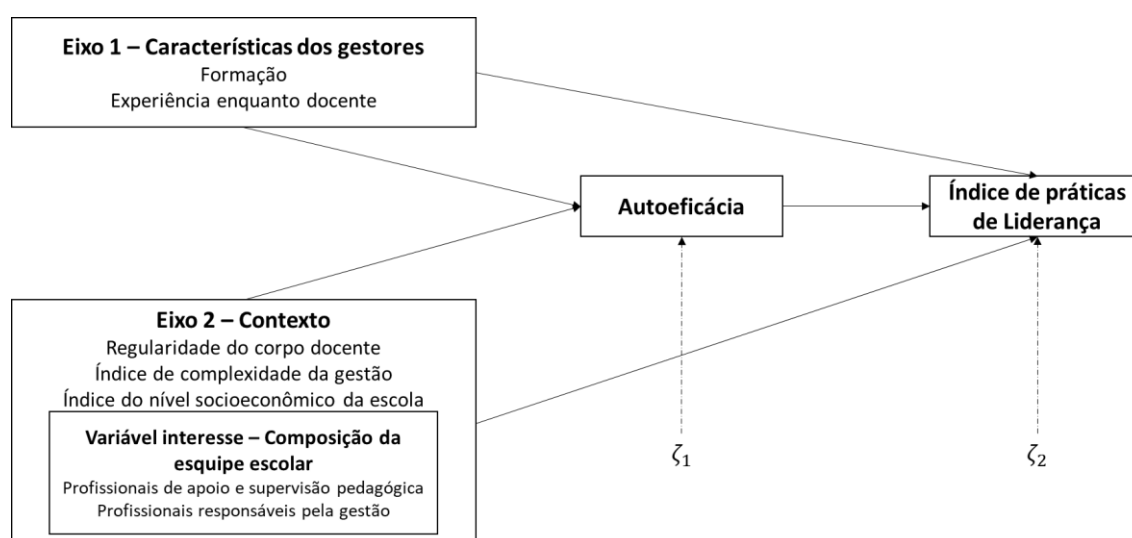 Eixo 1 – Características dos gestores
Formação
Experiência enquanto docente
Autoeficácia
Índice de práticas
de Liderança
Eixo 2 – Contexto
Regularidade do corpo docente
Índice de complexidade da gestão
Índice do nível socioeconômico da escola
Variável interesse – Composição da
esquipe escolar
Profissionais de apoio e supervisão pedagógica
Profissionais responsáveis pela gestão
ζ₁
ζ₂